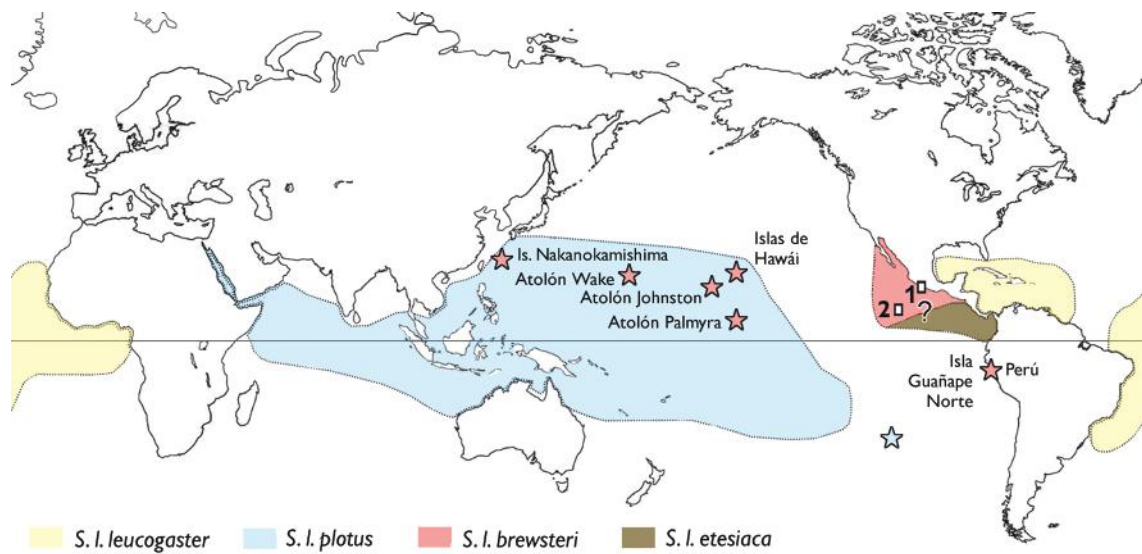 Islas de
Hawái
Is. Nakanokamishima
Atolón Wake
Atolón Johnston
Atolón Palmyra
1
2
?
Isla
Guañape
Norte
Perú
S. l. leucogaster
S. l. plotus
S. l. brewsteri
S. l. etesiaca